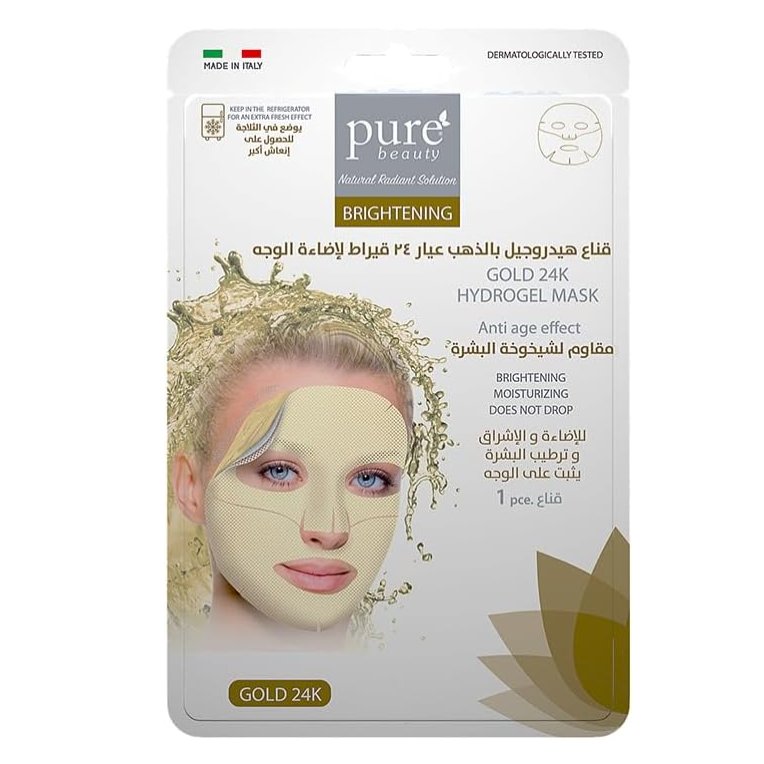 MADE IN ITALY
DERMATOLOGICALLY TESTED
KEEP IN THE REFRIGERATOR
FOR AN EXTRA FRESH EFFECT
يوضع في الثلاجة
للحصول على
إنعاش أكبر
pure
beauty
Natural Radiant Solution
BRIGHTENING
قناع هيدروجيل بالذهب عيار ٢٤ قيراط لإضاءة الوجه
GOLD 24K
HYDROGEL MASK
Anti age effect
مقاوم لشيخوخة البشرة
BRIGHTENING
MOISTURIZING
DOES NOT DROP
للإضاءة و الإشراق
و ترطيب البشرة
يثبت على الوجه
1 pce. قناع
GOLD 24K